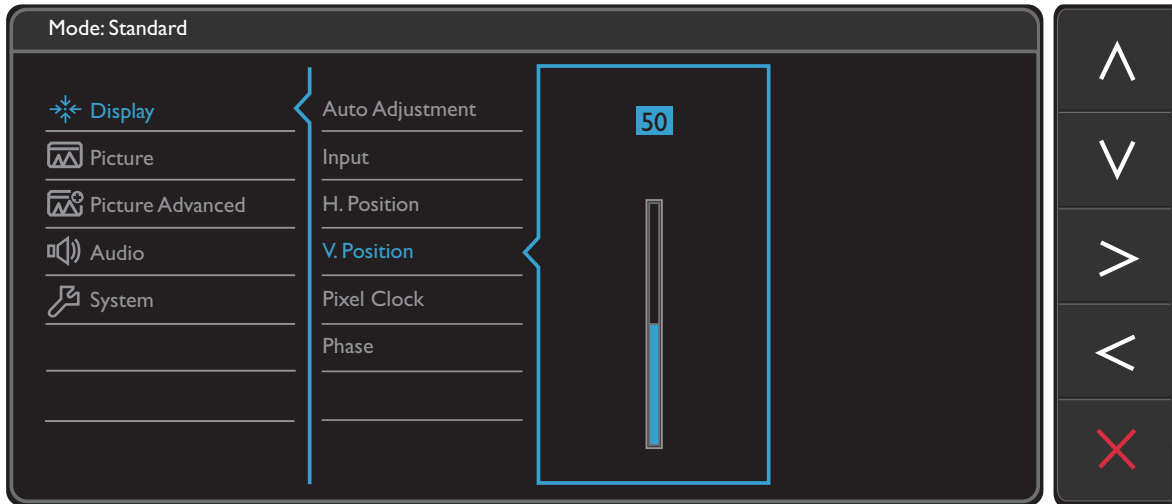 Mode: Standard
Display
Picture
Picture Advanced
Audio
System
Auto Adjustment
Input
H. Position
V. Position
Pixel Clock
Phase
50